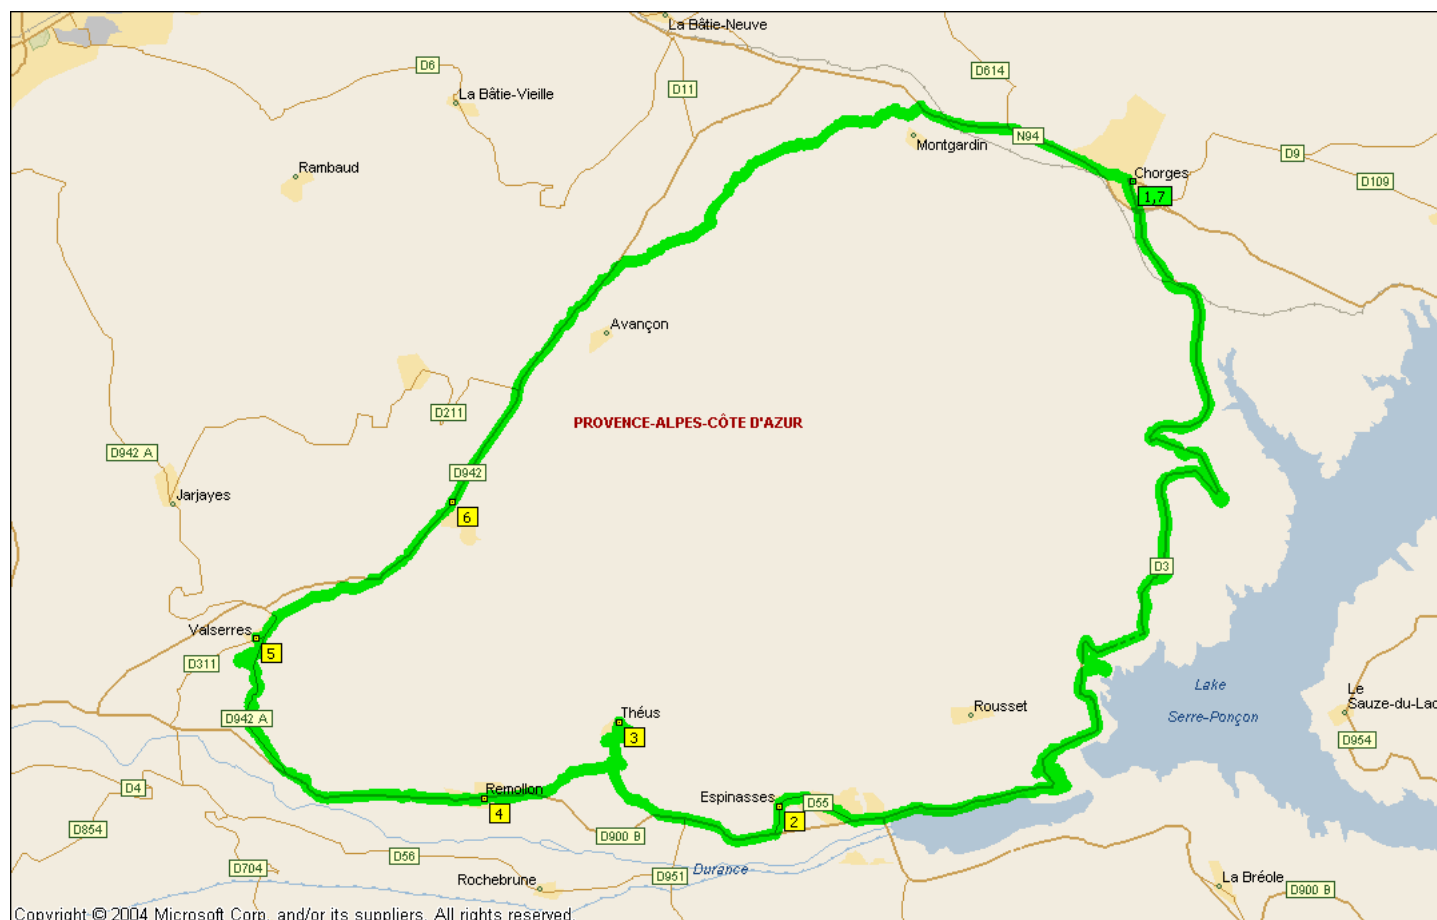 La Bâtie-Neuve
D6
D614
D11
La Bâtie-Vieille
N94
Montgardin
D9
Rambaud
Chorges
D109
1,7
Avançon
D211
PROVENCE-ALPES-CÔTE D'AZUR
D942 A
D942
Jarjayes
6
D3
Valserres
5
D311
Lake
Serre-Ponçon
Le
Sauze-du-Lac
Rousset
Théus
D942 A
3
D954
D4
Remollon
4
Espinasses
D55
2
D854
D900 B
D56
D704
Durance
D951
Rochebrune
La Bréole
D900 B
Copyright © 2004 Microsoft Corp. and/or its suppliers. All rights reserved.